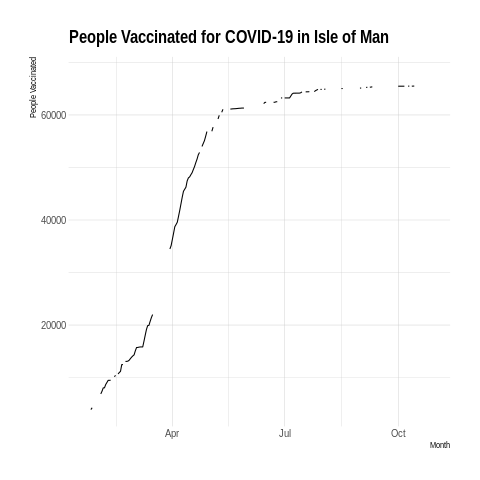 People Vaccinated for COVID-19 in Isle of Man
People Vaccinated
60000
40000
20000
Apr Jul Oct
Month